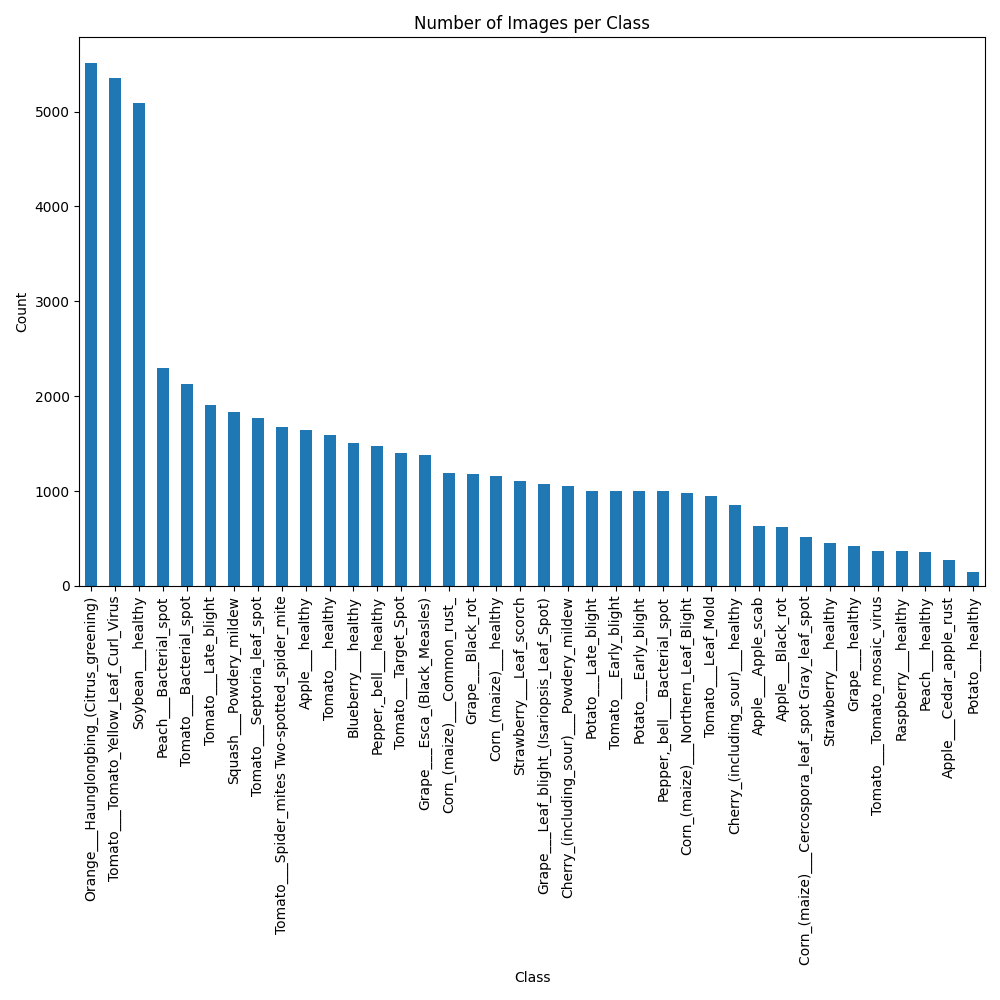 Number of Images per Class
5000
4000
3000
2000
1000
0
Count
Orange___Haunglongbing_(Citrus_greening)
Tomato___Tomato_Yellow_Leaf_Curl_Virus
Soybean___healthy
Peach___Bacterial_spot
Tomato___Bacterial_spot
Tomato___Late_blight
Squash___Powdery_mildew
Tomato___Septoria_leaf_spot
Tomato___Spider_mites Two-spotted_spider_mite
Apple___healthy
Tomato___healthy
Blueberry___healthy
Pepper,_bell___healthy
Tomato___Target_Spot
Grape___Esca_(Black_Measles)
Corn_(maize)___Common_rust_
Grape___Black_rot
Corn_(maize)___healthy
Strawberry___Leaf_scorch
Grape___Leaf_blight_(Isariopsis_Leaf_Spot)
Cherry_(including_sour)___Powdery_mildew
Potato___Late_blight
Tomato___Early_blight
Potato___Early_blight
Pepper,_bell___Bacterial_spot
Corn_(maize)___Northern_Leaf_Blight
Tomato___Leaf_Mold
Cherry_(including_sour)___healthy
Apple___Apple_scab
Apple___Black_rot
Corn_(maize)___Cercospora_leaf_spot Gray_leaf_spot
Strawberry___healthy
Grape___healthy
Tomato___Tomato_mosaic_virus
Raspberry___healthy
Peach___healthy
Apple___Cedar_apple_rust
Potato___healthy
Class